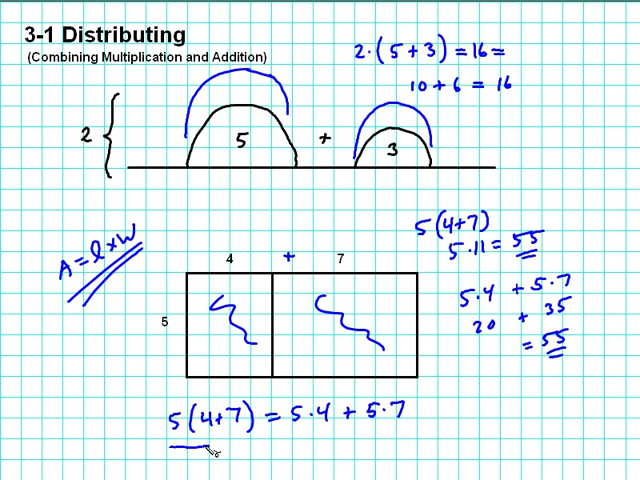 3-1 Distributing
(Combining Multiplication and Addition)
2·(5+3)=16=
10+6=16
2
5
+
3
A=l×W
5(4+7)
5·11=55
4 + 7
5
5·4 + 5·7
20 + 35
=55
5(4+7)=5·4+5·7